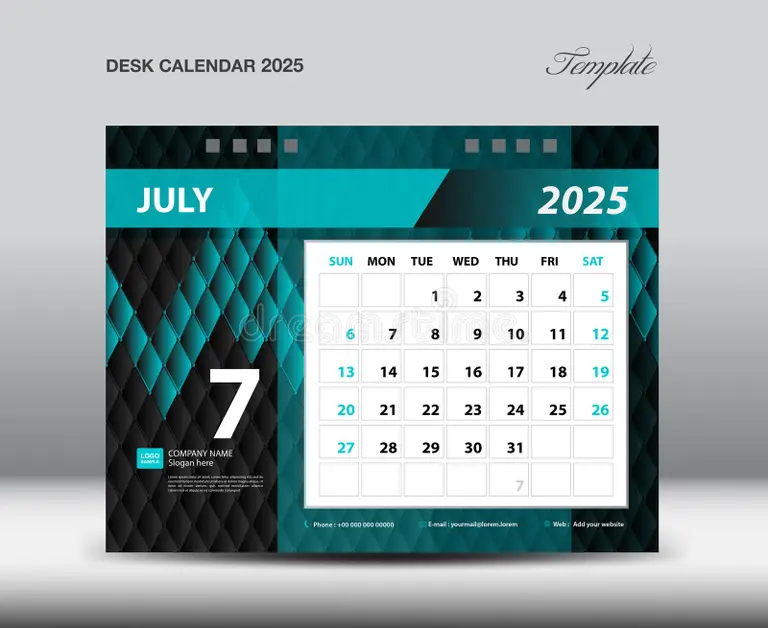 DESK CALENDAR 2025
Template
JULY
2025
SUN MON TUE WED THU FRI SAT
1 2 3 4 5
6 7 8 9 10 11 12
13 14 15 16 17 18 19
20 21 22 23 24 25 26
27 28 29 30 31
7
7
LOGO
SAMPLE
COMPANY NAME
Slogan here
dreamstime
Phone : +00 000 000 00000
E-mail : yourmail@lorem.lorem
Web : Add your website